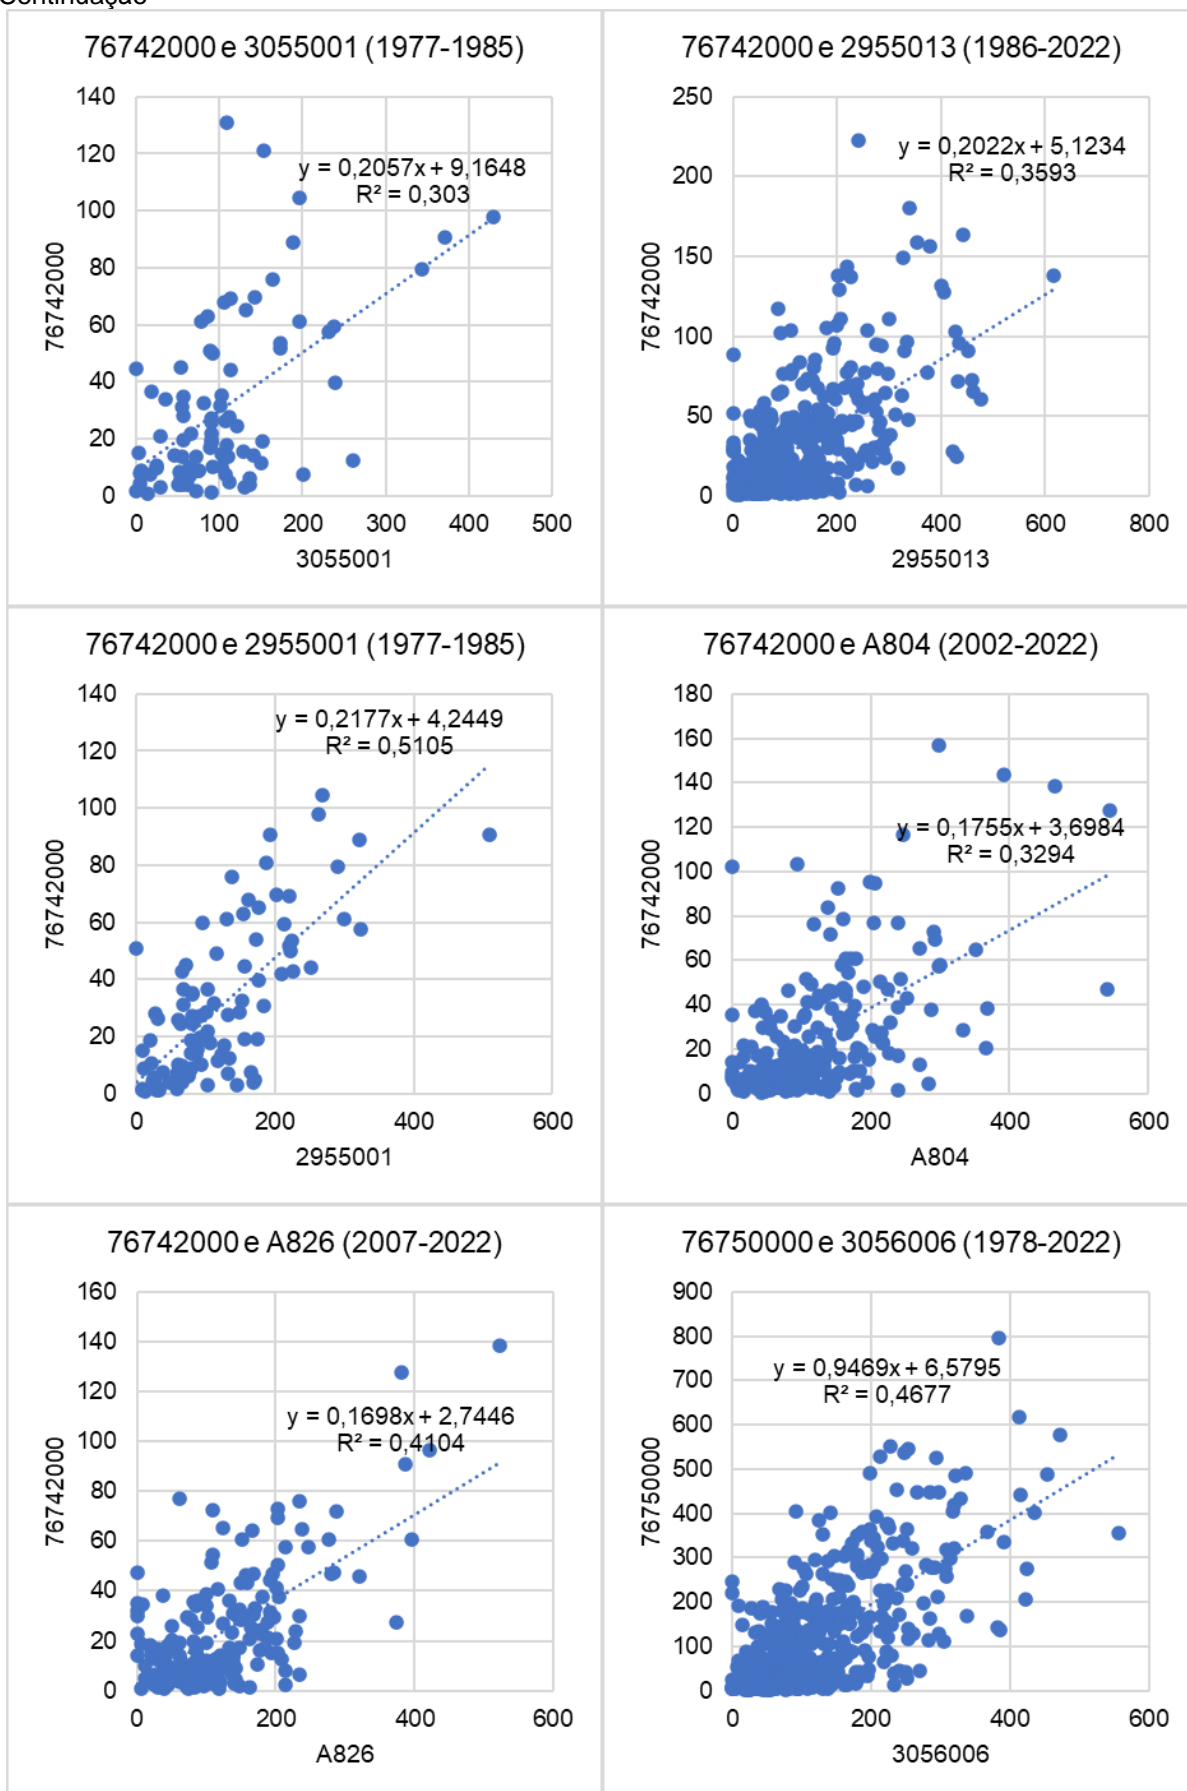 Continuação
76742000 e 3055001 (1977-1985)
140
120
100
80
60
40
20
0
y = 0,2057x + 9,1648
R² = 0,303
76742000
0 100 200 300 400 500
3055001
76742000 e 2955013 (1986-2022)
250
200
150
100
50
0
y = 0,2022x + 5,1234
R² = 0,3593
76742000
0 200 400 600 800
2955013
76742000 e 2955001 (1977-1985)
140
120
100
80
60
40
20
0
y = 0,2177x + 4,2449
R² = 0,5105
76742000
0 200 400 600
2955001
76742000 e A804 (2002-2022)
180
160
140
120
100
80
60
40
20
0
y = 0,1755x + 3,6984
R² = 0,3294
76742000
0 200 400 600
A804
76742000 e A826 (2007-2022)
160
140
120
100
80
60
40
20
0
y = 0,1698x + 2,7446
R² = 0,4104
76742000
0 200 400 600
A826
76750000 e 3056006 (1978-2022)
900
800
700
600
500
400
300
200
100
0
y = 0,9469x + 6,5795
R² = 0,4677
76750000
0 200 400 600
3056006